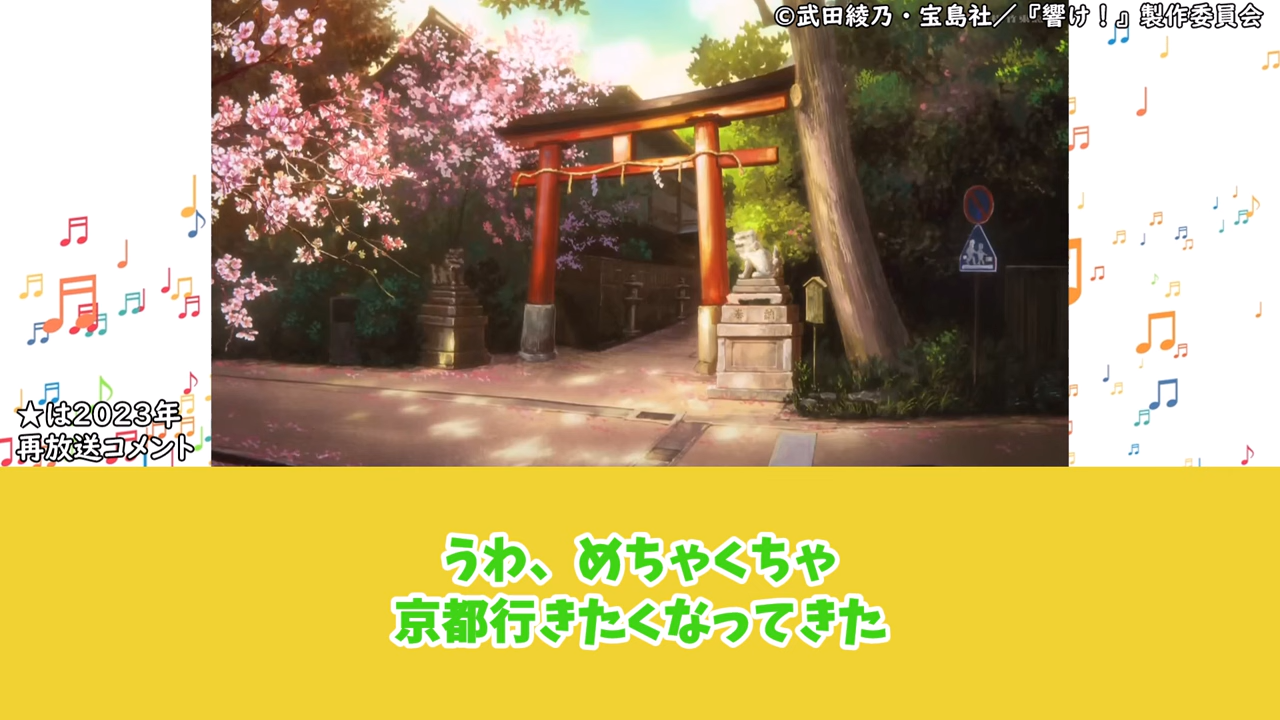 ©武田綾乃・宝島社／『響け！』製作委員会
★は2023年
再放送コメント
うわ、めちゃくちゃ
京都行きたくなってきた